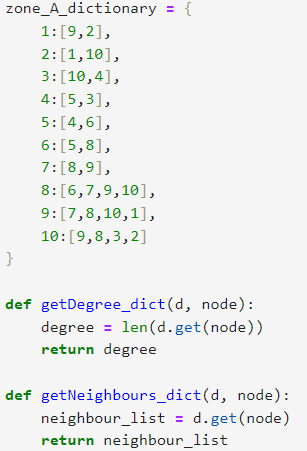 zone_A_dictionary = {
    1:[9,2],
    2:[1,10],
    3:[10,4],
    4:[5,3],
    5:[4,6],
    6:[5,8],
    7:[8,9],
    8:[6,7,9,10],
    9:[7,8,10,1],
    10:[9,8,3,2]
}

def getDegree_dict(d, node):
    degree = len(d.get(node))
    return degree

def getNeighbours_dict(d, node):
    neighbour_list = d.get(node)
    return neighbour_list